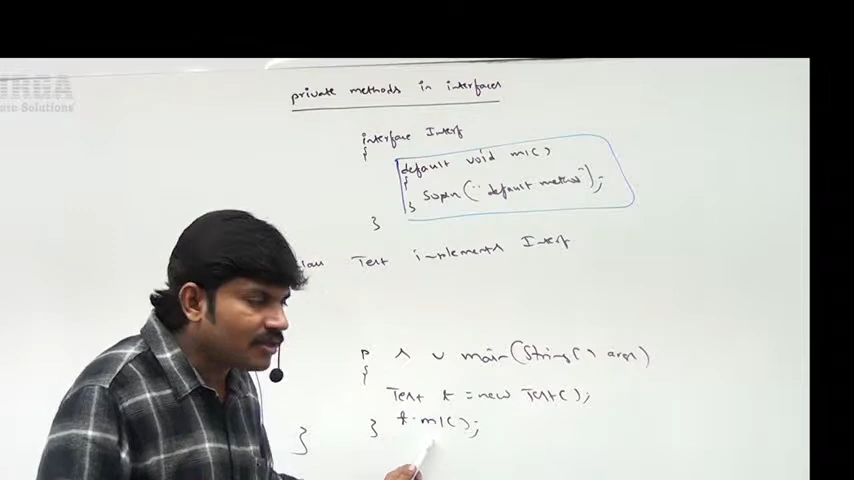 private methods in interfaces
interface Interf
{
default void m1()
{
Sopln("default method");
}
}
class Test implements Interf
p s v main(String[] args)
{
Test t = new Test();
t.m1();
}
}
Solutions